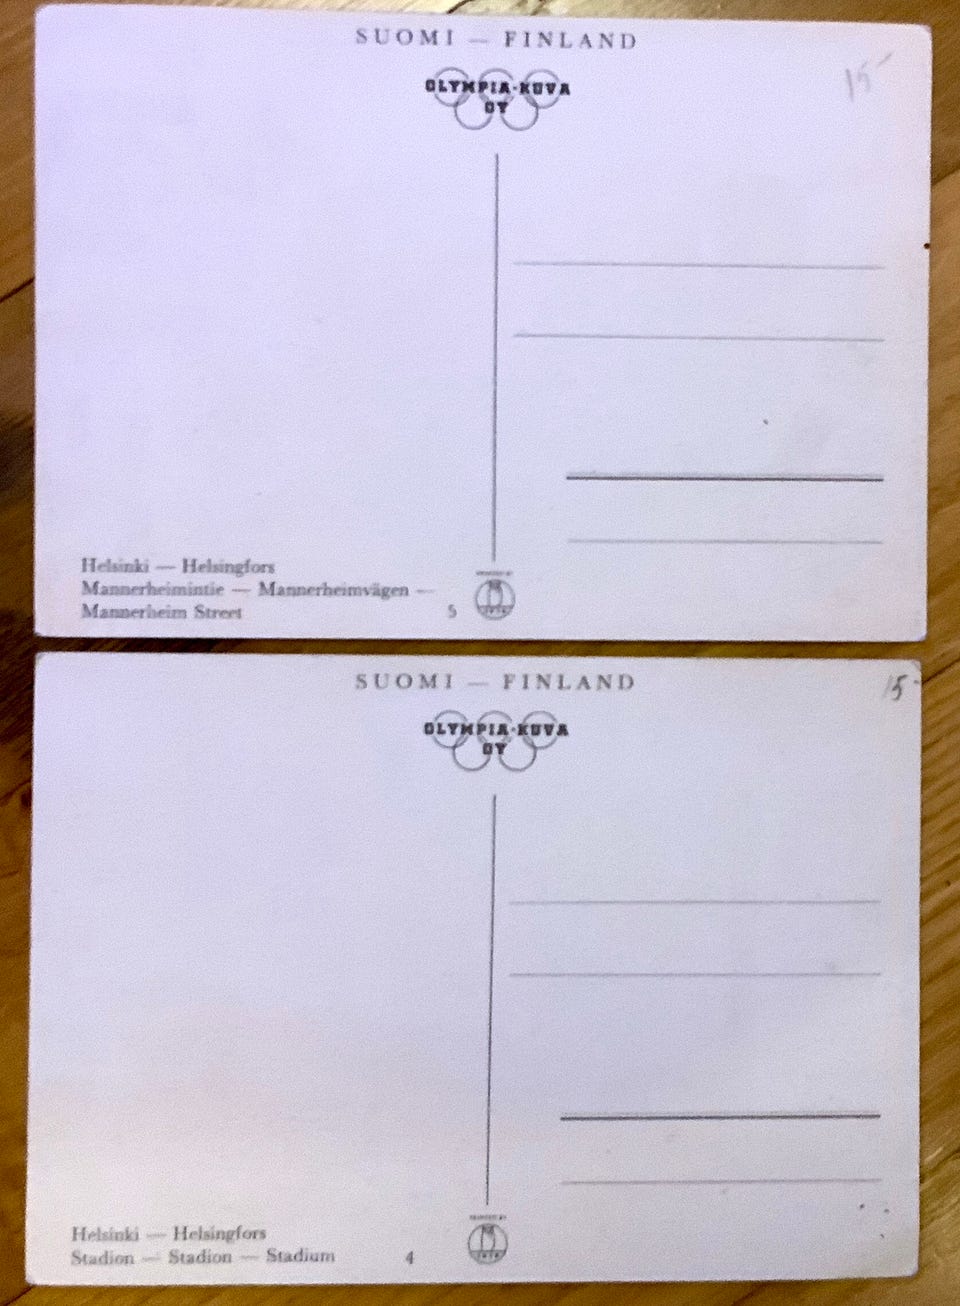 SUOMI — FINLAND
OLYMPIA-KUVA
OY
15-
Helsinki — Helsingfors
Mannerheimintie — Mannerheimvägen —
Mannerheim Street
5
SUOMI — FINLAND
OLYMPIA-KUVA
OY
15-
Helsinki — Helsingfors
Stadion — Stadion — Stadium
4